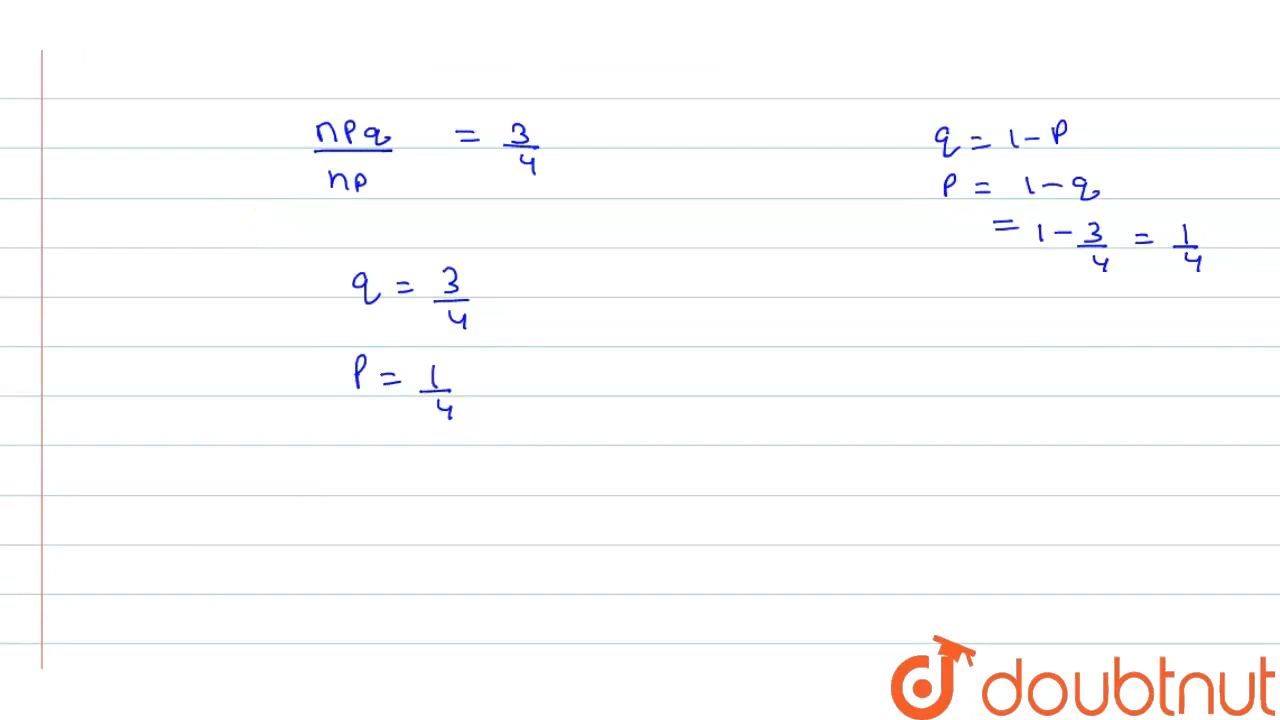 npq/np = 3/4
q = 3/4
P = 1/4
q = 1 - P
P = 1 - q
= 1 - 3/4 = 1/4
doubtnut